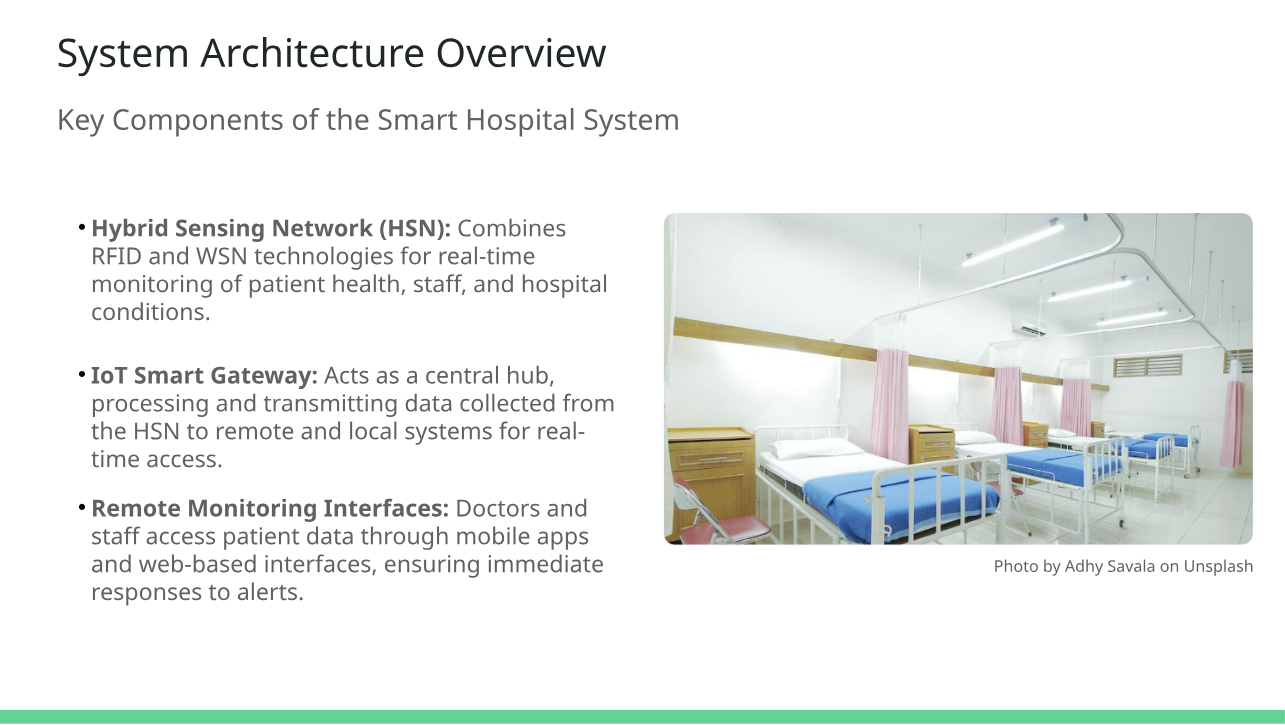 System Architecture Overview
Key Components of the Smart Hospital System
• Hybrid Sensing Network (HSN): Combines
RFID and WSN technologies for real-time
monitoring of patient health, staff, and hospital
conditions.
• IoT Smart Gateway: Acts as a central hub,
processing and transmitting data collected from
the HSN to remote and local systems for real-
time access.
• Remote Monitoring Interfaces: Doctors and
staff access patient data through mobile apps
and web-based interfaces, ensuring immediate
responses to alerts.
Photo by Adhy Savala on Unsplash